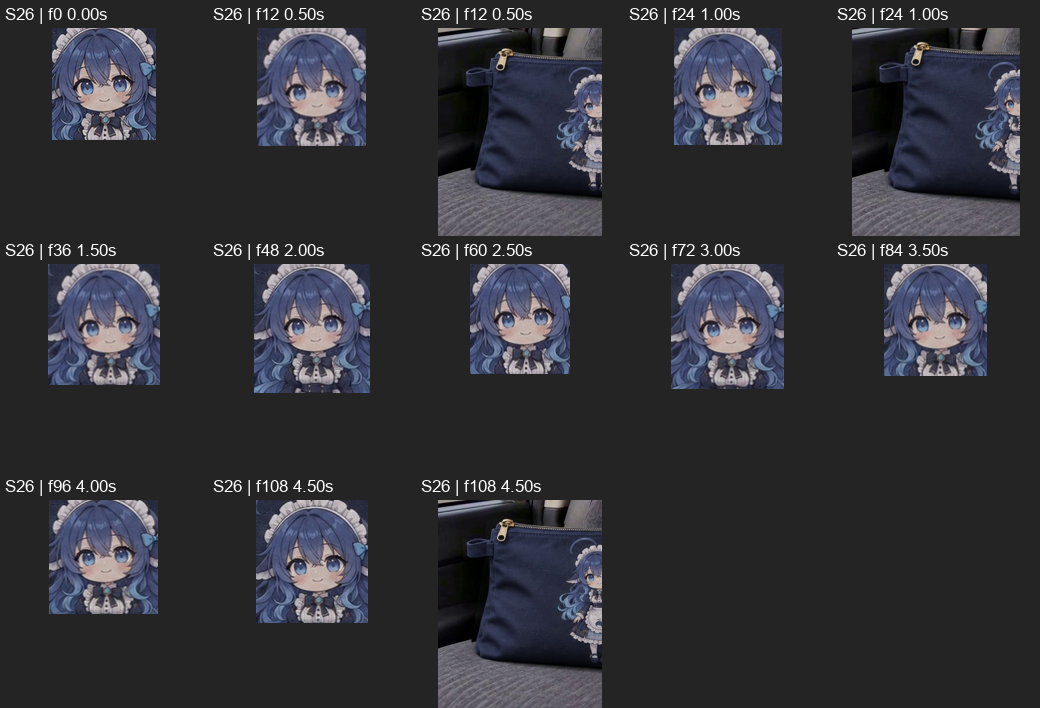 S26 | f0 0.00s
S26 | f12 0.50s
S26 | f12 0.50s
S26 | f24 1.00s
S26 | f24 1.00s
S26 | f36 1.50s
S26 | f48 2.00s
S26 | f60 2.50s
S26 | f72 3.00s
S26 | f84 3.50s
S26 | f96 4.00s
S26 | f108 4.50s
S26 | f108 4.50s